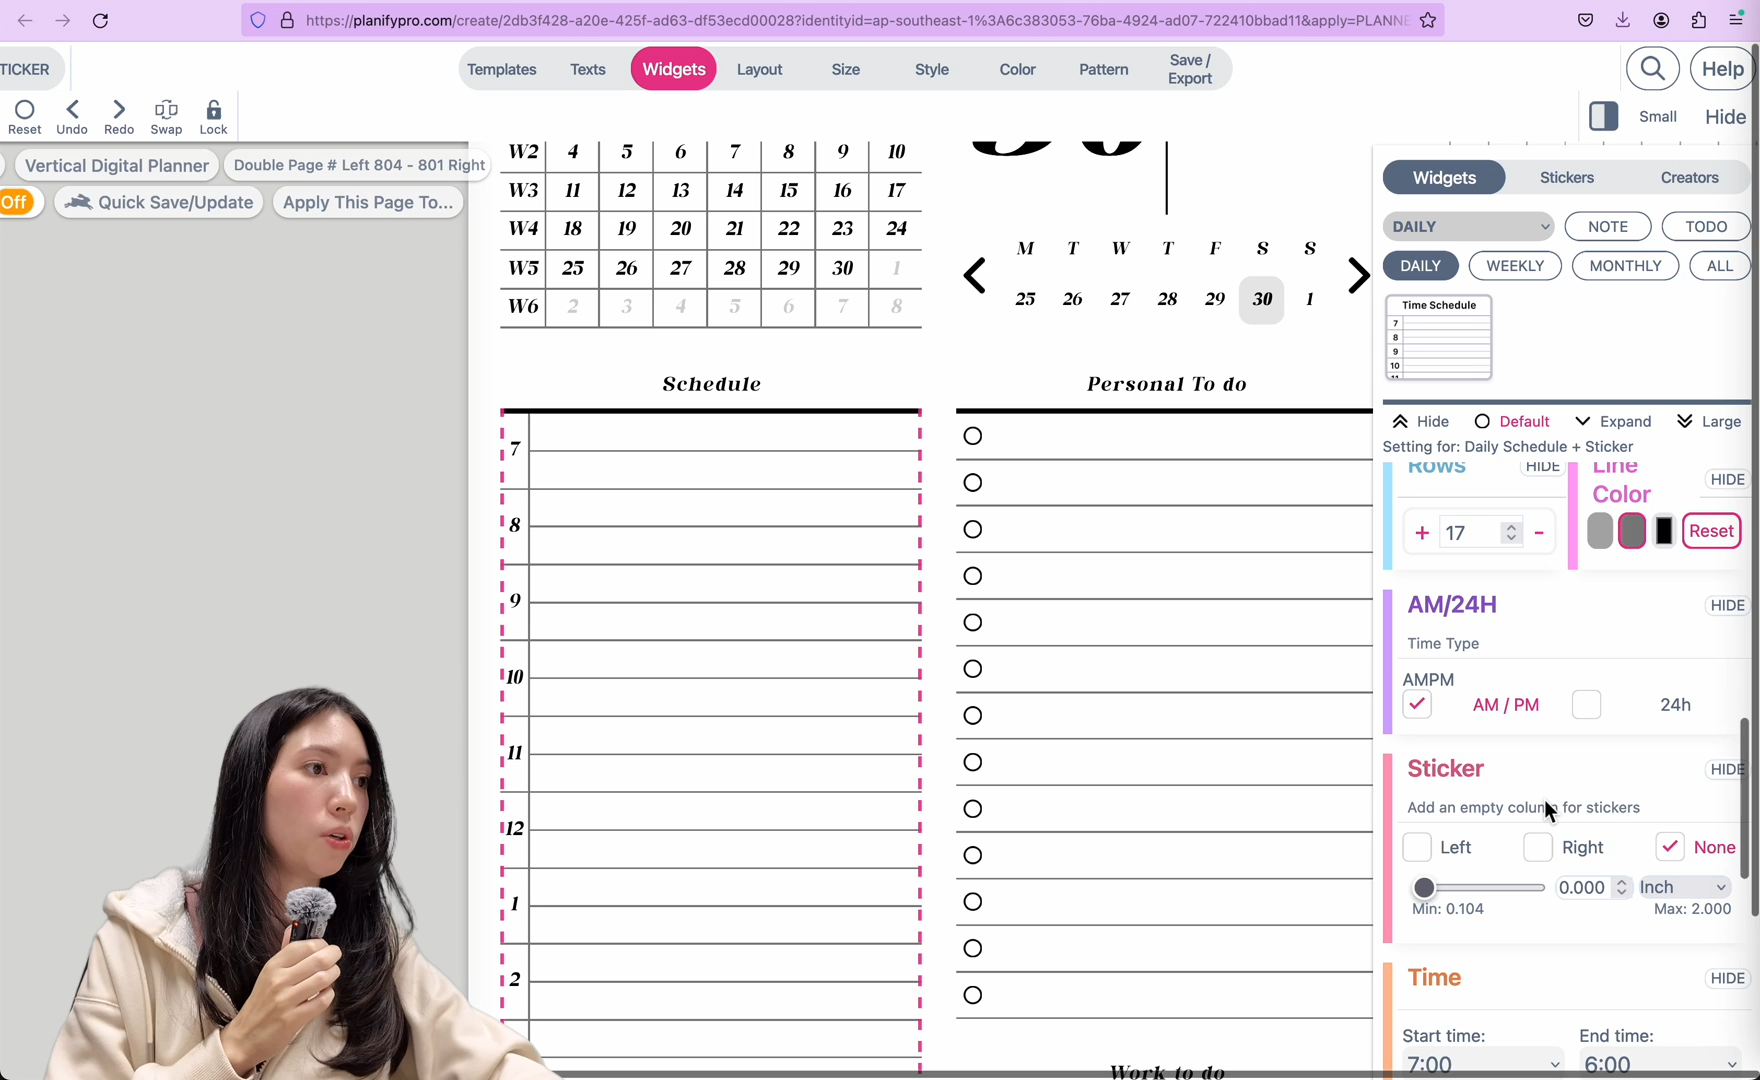 https://planifypro.com/create/2db3f428-a20e-425f-ad63-df53ecd00028?identityid=ap-southeast-1%3A6c383053-76ba-4924-ad07-722410bbad11&apply=PLANNE
TICKER
Templates Texts Widgets Layout Size Style Color Pattern Save / Export
Help
Reset Undo Redo Swap Lock
Small Hide
Vertical Digital Planner Double Page # Left 804 - 801 Right
Off Quick Save/Update Apply This Page To...
W2 4 5 6 7 8 9 10
W3 11 12 13 14 15 16 17
W4 18 19 20 21 22 23 24
W5 25 26 27 28 29 30 1
W6 2 3 4 5 6 7 8
M T W T F S S
25 26 27 28 29 30 1
Schedule
7
8
9
10
11
12
1
2
Personal To do
Work to do
Widgets Stickers Creators
DAILY NOTE TODO
DAILY WEEKLY MONTHLY ALL
Time Schedule
7
8
9
10
11
Hide Default Expand Large
Setting for: Daily Schedule + Sticker
Rows HIDE
+ 17 -
Line
Color
HIDE
Reset
AM/24H HIDE
Time Type
AMPM
AM / PM 24h
Sticker HIDE
Add an empty column for stickers
Left Right None
0.000 Inch
Min: 0.104 Max: 2.000
Time HIDE
Start time: End time:
7:00 6:00